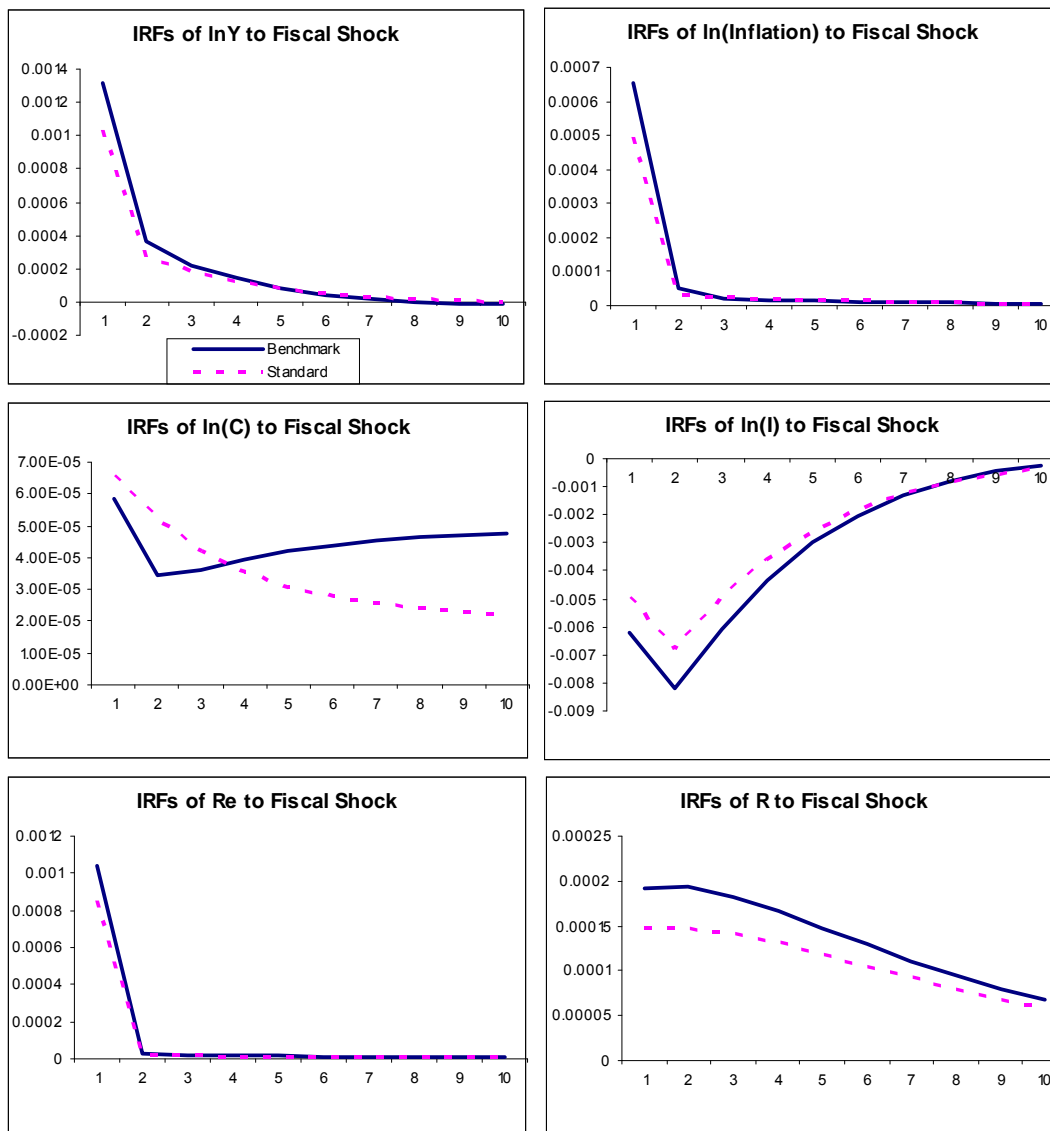 IRFs of lnY to Fiscal Shock
0.0014
0.0012
0.001
0.0008
0.0006
0.0004
0.0002
0
-0.0002
1 2 3 4 5 6 7 8 9 10
Benchmark
Standard
IRFs of ln(Inflation) to Fiscal Shock
0.0007
0.0006
0.0005
0.0004
0.0003
0.0002
0.0001
0
1 2 3 4 5 6 7 8 9 10
IRFs of ln(C) to Fiscal Shock
7.00E-05
6.00E-05
5.00E-05
4.00E-05
3.00E-05
2.00E-05
1.00E-05
0.00E+00
1 2 3 4 5 6 7 8 9 10
IRFs of ln(I) to Fiscal Shock
0
1 2 3 4 5 6 7 8 9 10
-0.001
-0.002
-0.003
-0.004
-0.005
-0.006
-0.007
-0.008
-0.009
IRFs of Re to Fiscal Shock
0.0012
0.001
0.0008
0.0006
0.0004
0.0002
0
1 2 3 4 5 6 7 8 9 10
IRFs of R to Fiscal Shock
0.00025
0.0002
0.00015
0.0001
0.00005
0
1 2 3 4 5 6 7 8 9 10